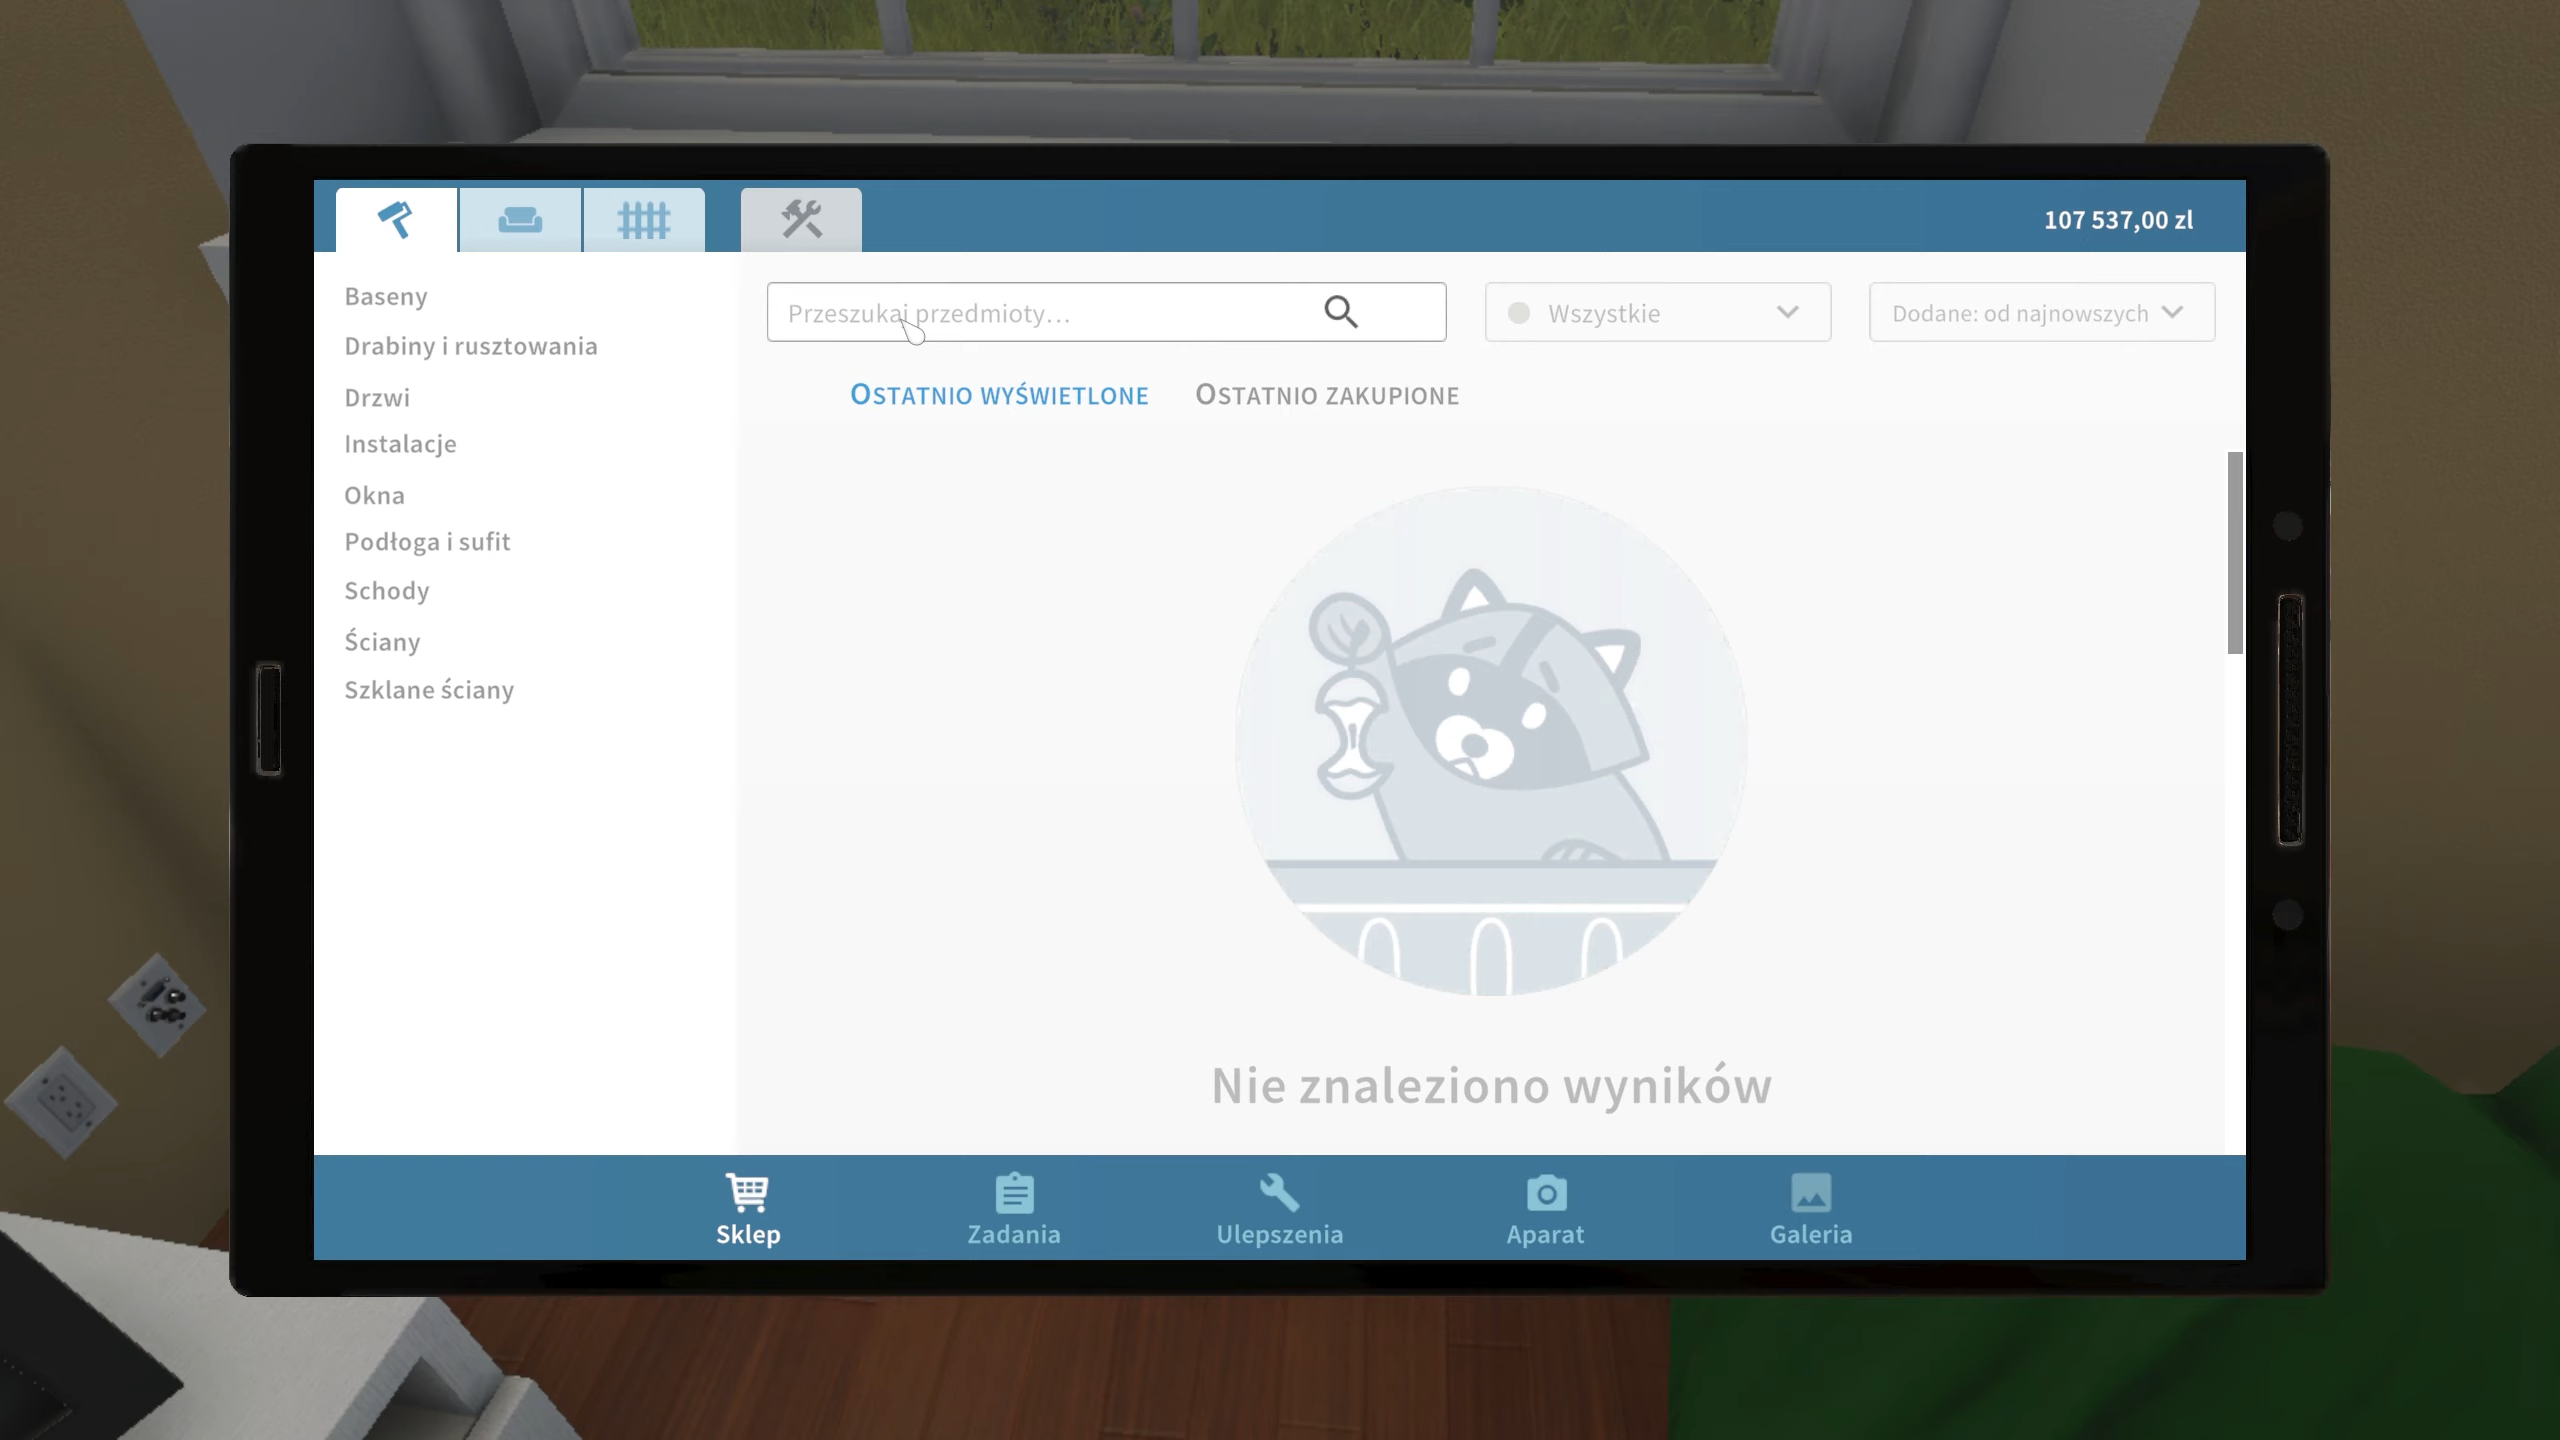 107 537,00 zl
Baseny
Drabiny i rusztowania
Drzwi
Instalacje
Okna
Podłoga i sufit
Schody
Ściany
Szklane ściany
Przeszukaj przedmioty...
Wszystkie
Dodane: od najnowszych
OSTATNIO WYŚWIETLONE
OSTATNIO ZAKUPIONE
Nie znaleziono wyników
Sklep
Zadania
Ulepszenia
Aparat
Galeria